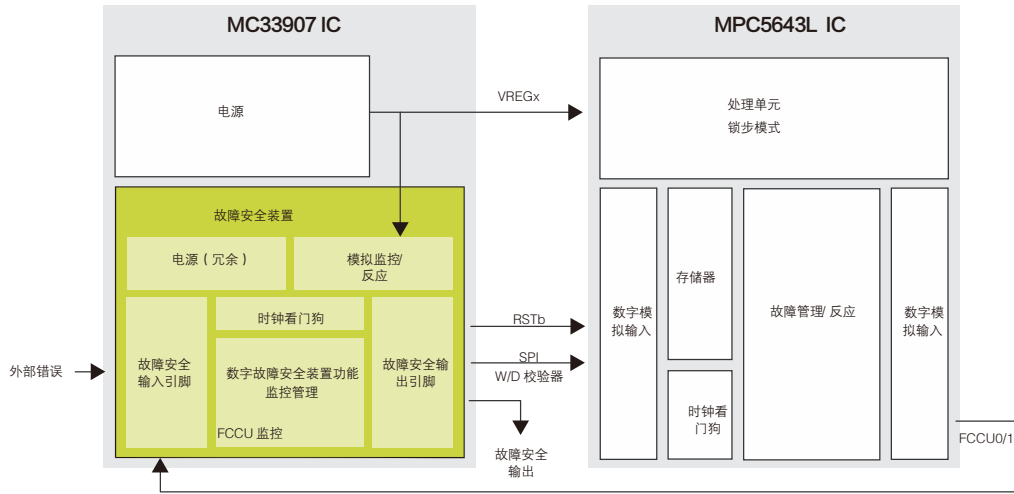 MC33907 IC
MPC5643L IC
电源
VREGx
处理单元
锁步模式
故障安全装置
电源（冗余）
模拟监控/
反应
时钟看门狗
故障安全
输入引脚
数字故障安全装置功能
监控管理
故障安全输
出引脚
FCCU 监控
外部错误
RSTb
SPI
W/D 校验器
故障安全
输出
数字模
拟输入
存储器
时钟看
门狗
故障管理/ 反应
数字模
拟输入
FCCU0/1